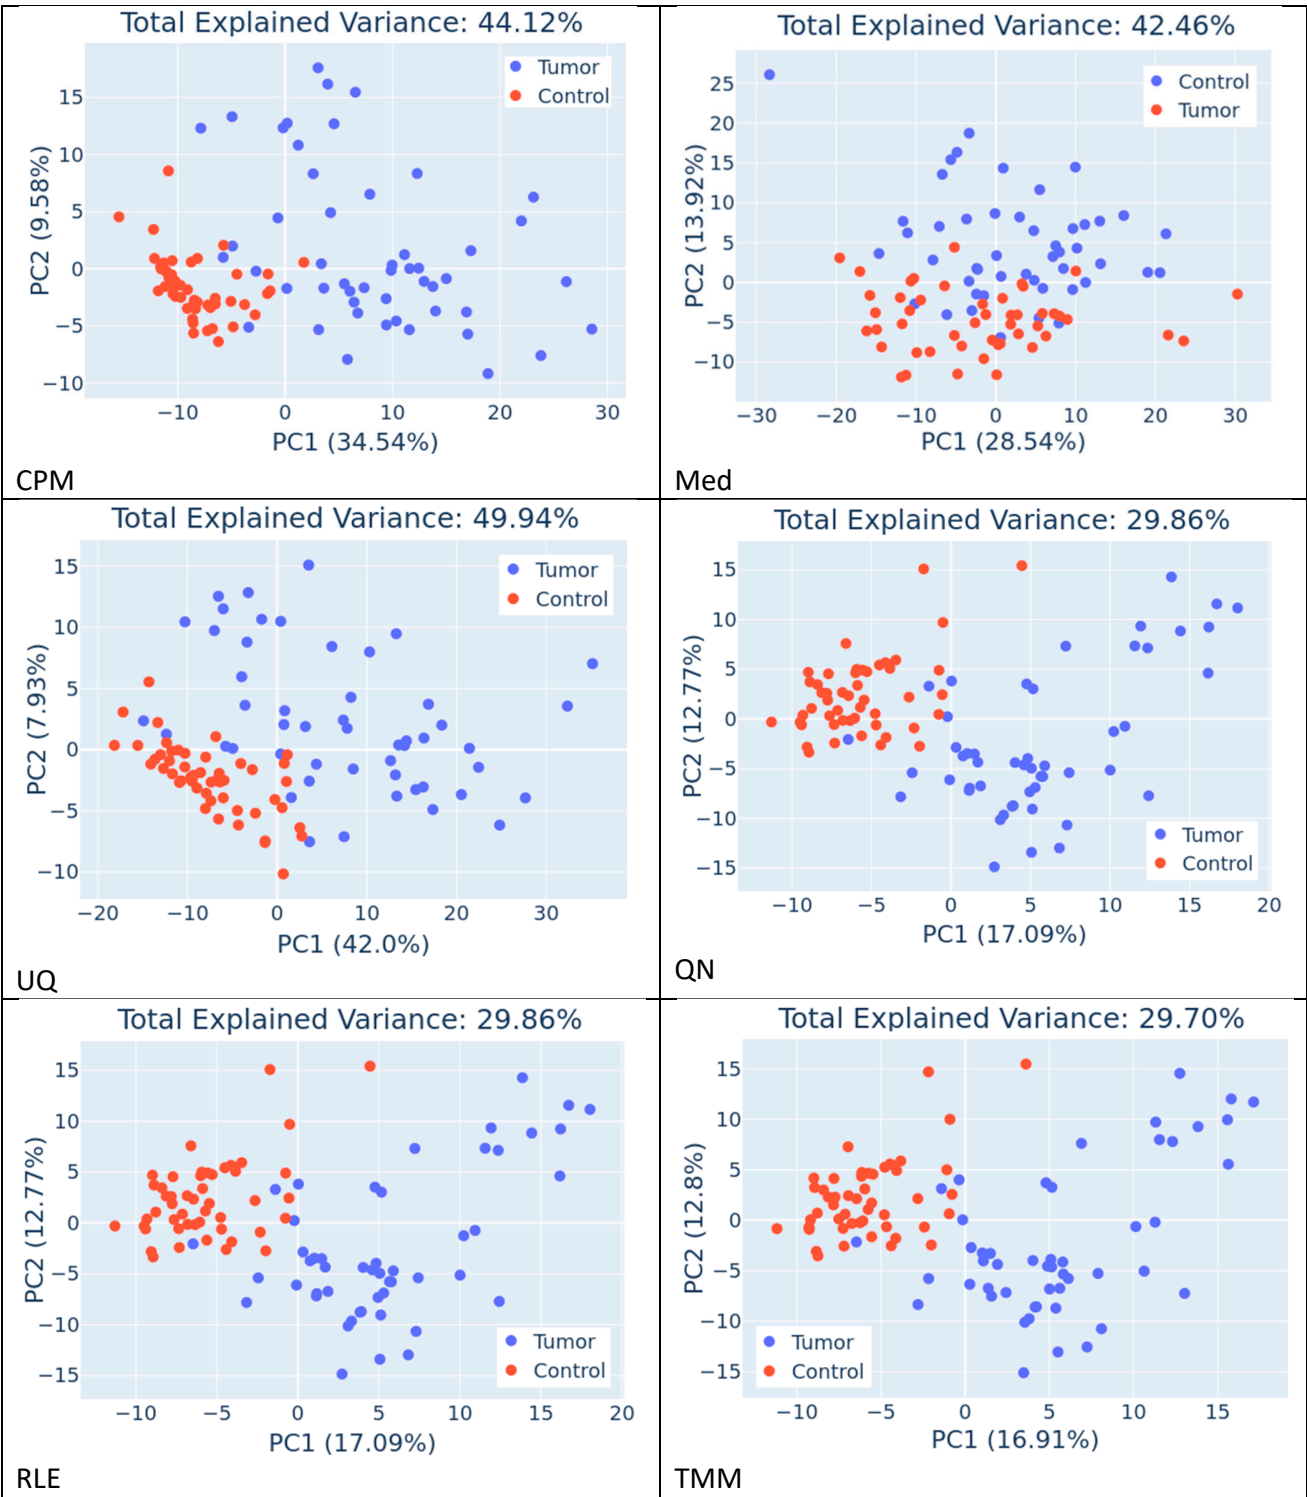 Total Explained Variance: 44.12%
Tumor
Control
15
10
5
0
−5
−10
PC2 (9.58%)
−10 0 10 20 30
PC1 (34.54%)
CPM
Total Explained Variance: 42.46%
Control
Tumor
25
20
15
10
5
0
−5
−10
PC2 (13.92%)
−30 −20 −10 0 10 20 30
PC1 (28.54%)
Med
Total Explained Variance: 49.94%
Tumor
Control
15
10
5
0
−5
−10
PC2 (7.93%)
−20 −10 0 10 20 30
PC1 (42.0%)
UQ
Total Explained Variance: 29.86%
15
10
5
0
−5
−10
−15
PC2 (12.77%)
Tumor
Control
−10 −5 0 5 10 15 20
PC1 (17.09%)
QN
Total Explained Variance: 29.86%
15
10
5
0
−5
−10
−15
PC2 (12.77%)
Tumor
Control
−10 −5 0 5 10 15 20
PC1 (17.09%)
RLE
Total Explained Variance: 29.70%
15
10
5
0
−5
−10
−15
PC2 (12.8%)
Tumor
Control
−10 −5 0 5 10 15
PC1 (16.91%)
TMM